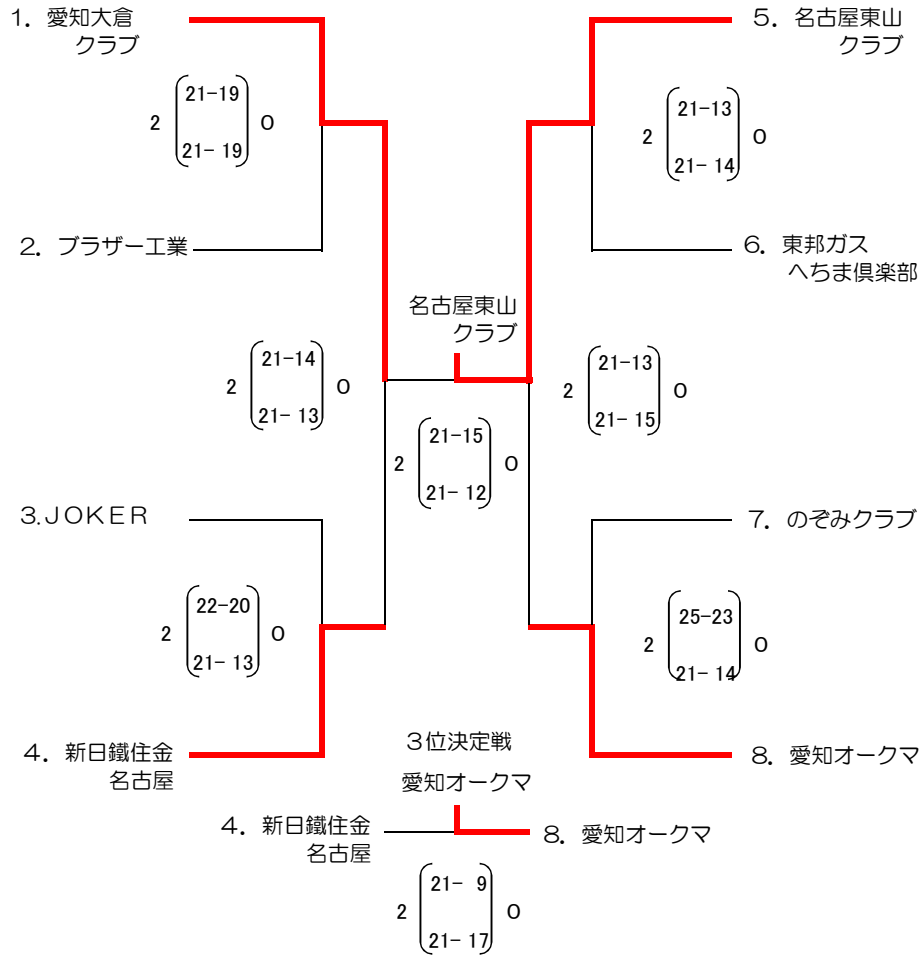 1. 愛知大倉
クラブ
5. 名古屋東山
クラブ
21-19
2 0
21- 19
21-13
2 0
21- 14
2. ブラザー工業
6. 東邦ガス
へちま倶楽部
名古屋東山
クラブ
21-14
2 0
21- 13
21-13
2 0
21- 15
21-15
2 0
21- 12
3.JOKER
7. のぞみクラブ
22-20
2 0
21- 13
25-23
2 0
21- 14
4. 新日鐵住金
名古屋
8. 愛知オークマ
3位決定戦
愛知オークマ
4. 新日鐵住金
名古屋
8. 愛知オークマ
21- 9
2 0
21- 17